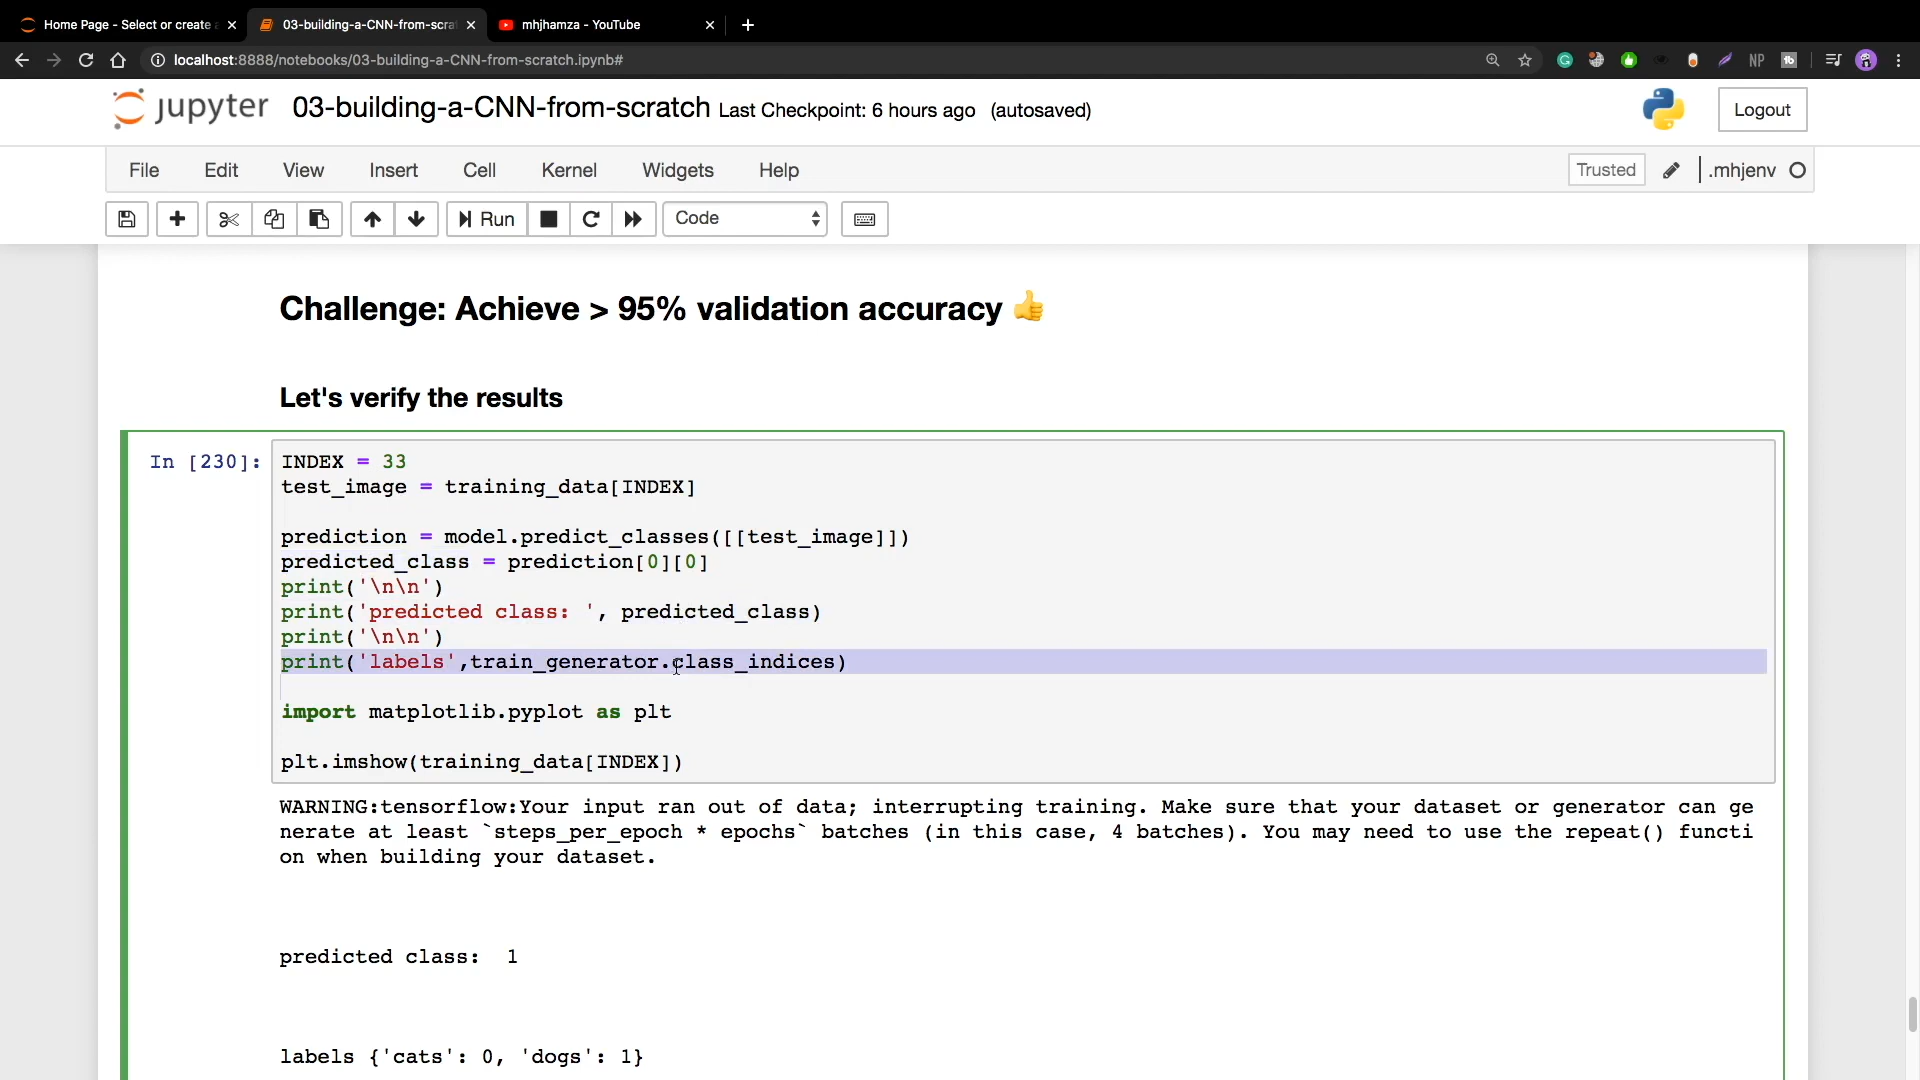 Home Page - Select or create a
03-building-a-CNN-from-scrat
mhjhamza - YouTube
localhost:8888/notebooks/03-building-a-CNN-from-scratch.ipynb#
NP
tb
jupyter 03-building-a-CNN-from-scratch Last Checkpoint: 6 hours ago (autosaved)
Logout
File Edit View Insert Cell Kernel Widgets Help
Trusted .mhjenv
Run Code
Challenge: Achieve > 95% validation accuracy 👍
Let's verify the results
In [230]: INDEX = 33
test_image = training_data[INDEX]
prediction = model.predict_classes([[test_image]])
predicted_class = prediction[0][0]
print('\n\n')
print('predicted class: ', predicted_class)
print('\n\n')
print('labels',train_generator.class_indices)
import matplotlib.pyplot as plt
plt.imshow(training_data[INDEX])
WARNING:tensorflow:Your input ran out of data; interrupting training. Make sure that your dataset or generator can ge
nerate at least `steps_per_epoch * epochs` batches (in this case, 4 batches). You may need to use the repeat() functi
on when building your dataset.
predicted class:  1
labels {'cats': 0, 'dogs': 1}